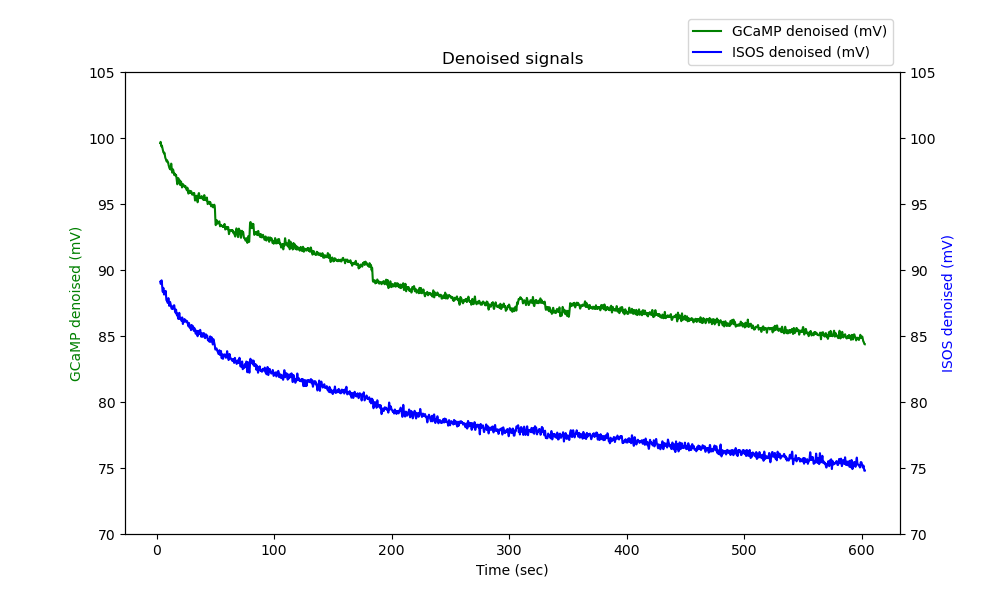 GCaMP denoised (mV)
ISOS denoised (mV)
Denoised signals
105
100
95
90
85
80
75
70
GCaMP denoised (mV)
105
100
95
90
85
80
75
70
ISOS denoised (mV)
0 100 200 300 400 500 600
Time (sec)